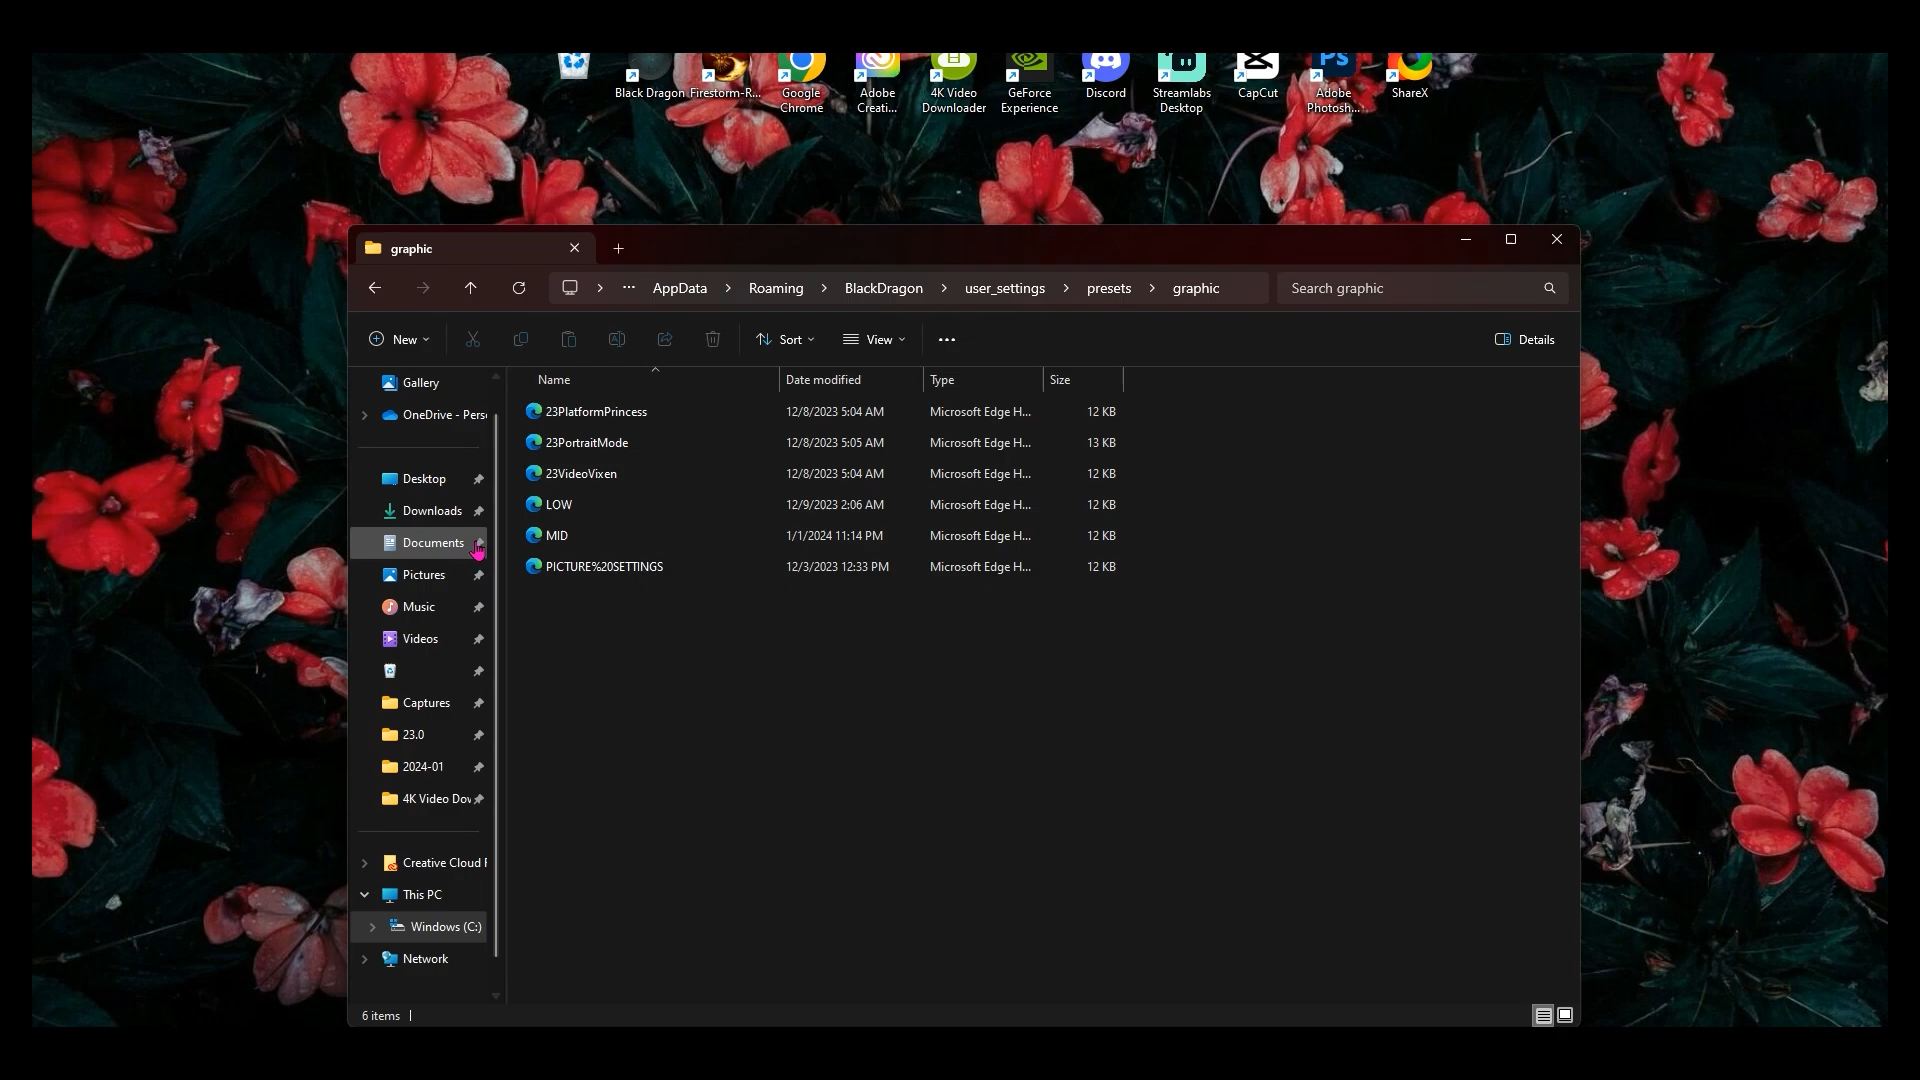 Black Dragon
Firestorm-R...
Google
Chrome
Adobe
Creati...
4K Video
Downloader
GeForce
Experience
Discord
Streamlabs
Desktop
CapCut
Ps
Adobe
Photosh...
ShareX
graphic
AppData > Roaming > BlackDragon > user_settings > presets > graphic
Search graphic
New
Sort
View
Details
Gallery
OneDrive - Perso
Desktop
Downloads
Documents
Pictures
Music
Videos
Captures
23.0
2024-01
4K Video Dov
Creative Cloud F
This PC
Windows (C:)
Network
Name Date modified Type Size
23PlatformPrincess 12/8/2023 5:04 AM Microsoft Edge H... 12 KB
23PortraitMode 12/8/2023 5:05 AM Microsoft Edge H... 13 KB
23VideoVixen 12/8/2023 5:04 AM Microsoft Edge H... 12 KB
LOW 12/9/2023 2:06 AM Microsoft Edge H... 12 KB
MID 1/1/2024 11:14 PM Microsoft Edge H... 12 KB
PICTURE%20SETTINGS 12/3/2023 12:33 PM Microsoft Edge H... 12 KB
6 items